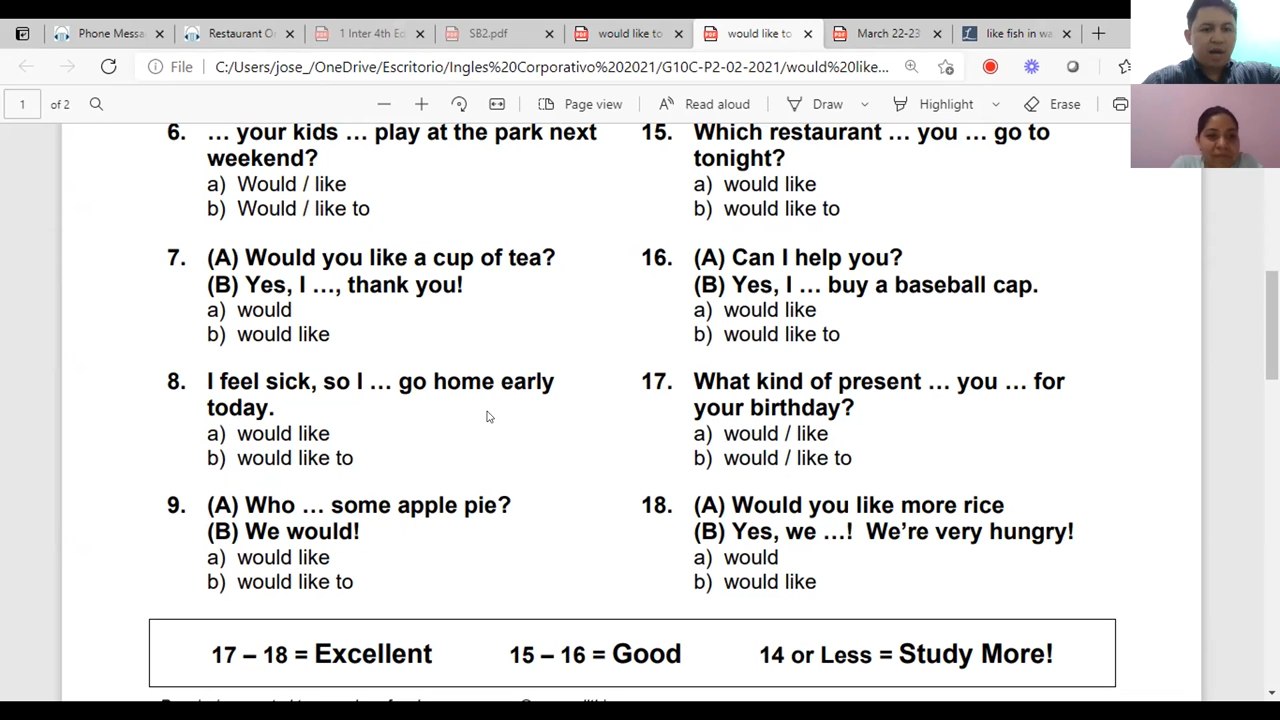 Phone Messa
Restaurant O
1 Inter 4th Ed
SB2.pdf
would like to
would like to
March 22-23
like fish in wa
File
C:/Users/jose_/OneDrive/Escritorio/Ingles%20Corporativo%202021/G10C-P2-02-2021/would%20like...
1 of 2
Page view
Read aloud
Draw
Highlight
Erase
6. ... your kids ... play at the park next
weekend?
a) Would / like
b) Would / like to
7. (A) Would you like a cup of tea?
(B) Yes, I ..., thank you!
a) would
b) would like
8. I feel sick, so I ... go home early
today.
a) would like
b) would like to
9. (A) Who ... some apple pie?
(B) We would!
a) would like
b) would like to
15. Which restaurant ... you ... go to
tonight?
a) would like
b) would like to
16. (A) Can I help you?
(B) Yes, I ... buy a baseball cap.
a) would like
b) would like to
17. What kind of present ... you ... for
your birthday?
a) would / like
b) would / like to
18. (A) Would you like more rice
(B) Yes, we ...! We're very hungry!
a) would
b) would like
17 – 18 = Excellent
15 – 16 = Good
14 or Less = Study More!